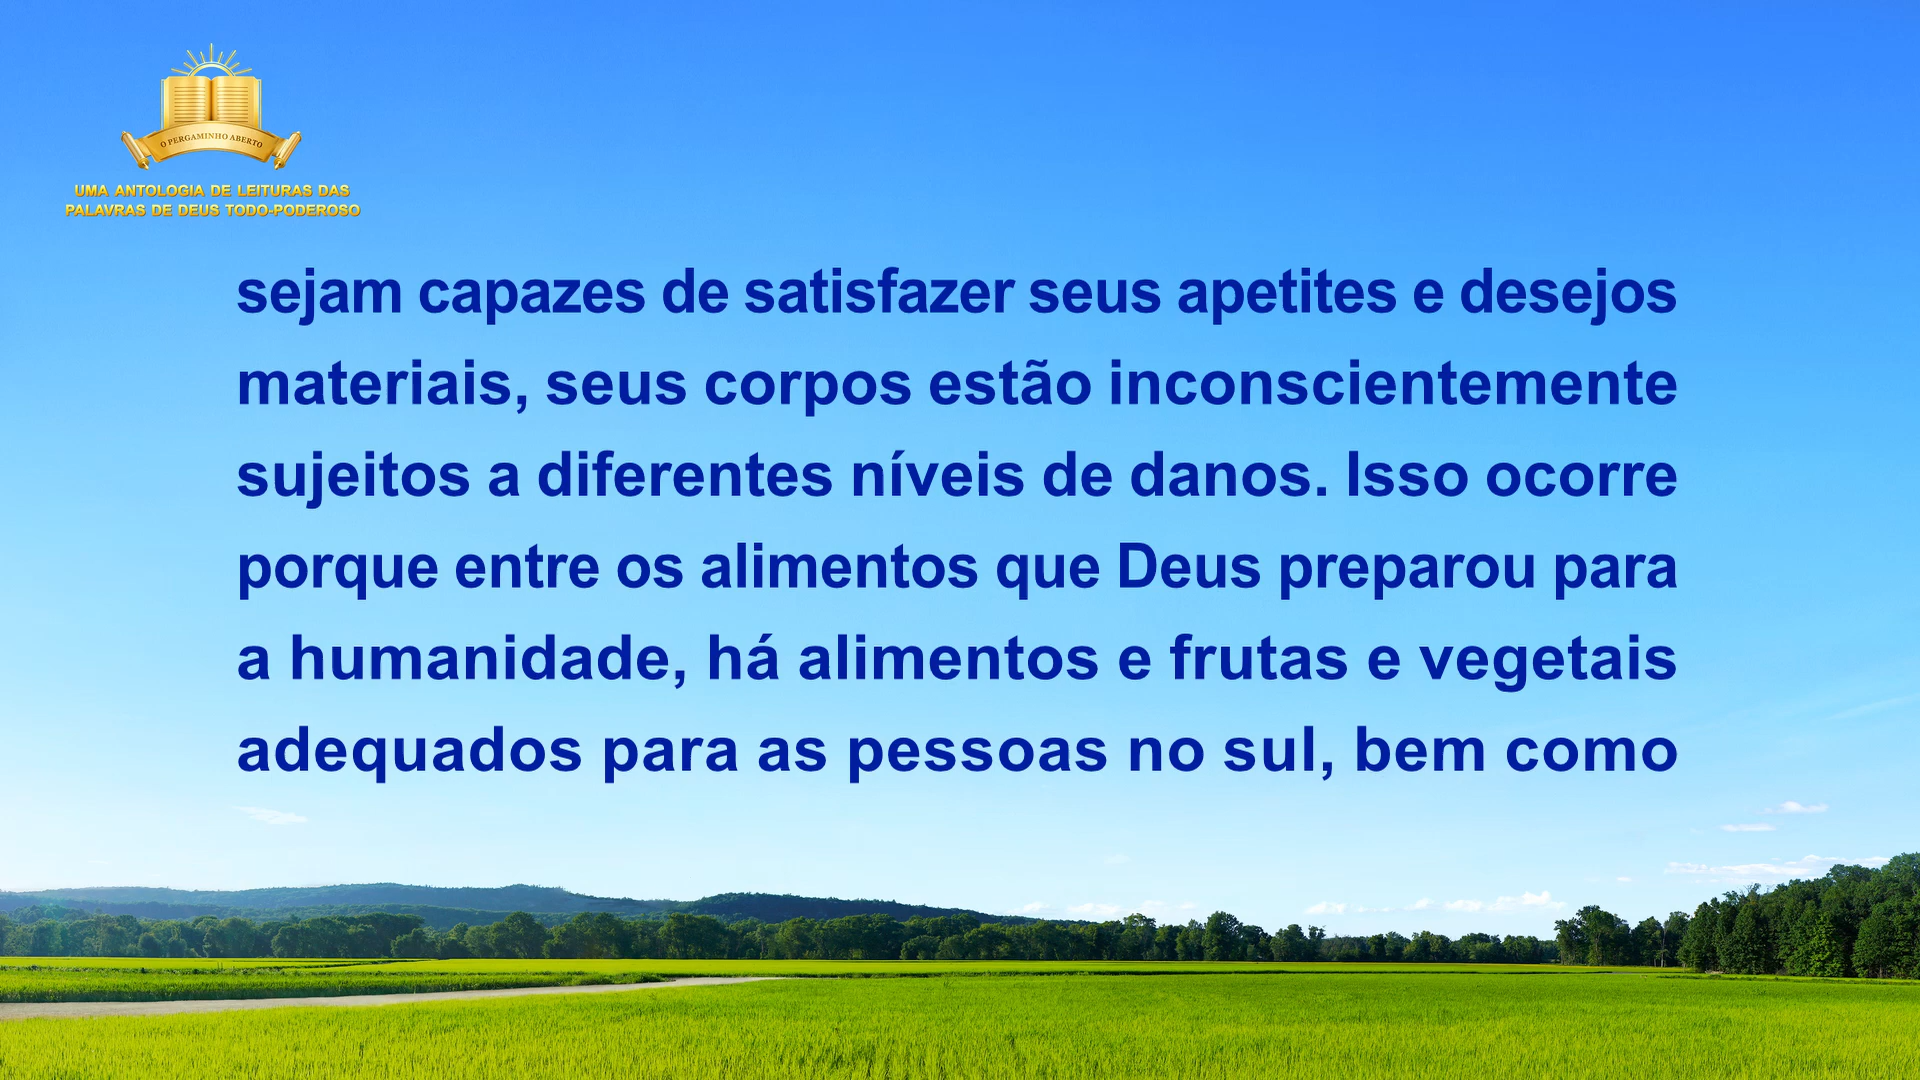 O PERGAMINHO ABERTO
UMA ANTOLOGIA DE LEITURAS DAS
PALAVRAS DE DEUS TODO-PODEROSO
sejam capazes de satisfazer seus apetites e desejos
materiais, seus corpos estão inconscientemente
sujeitos a diferentes níveis de danos. Isso ocorre
porque entre os alimentos que Deus preparou para
a humanidade, há alimentos e frutas e vegetais
adequados para as pessoas no sul, bem como